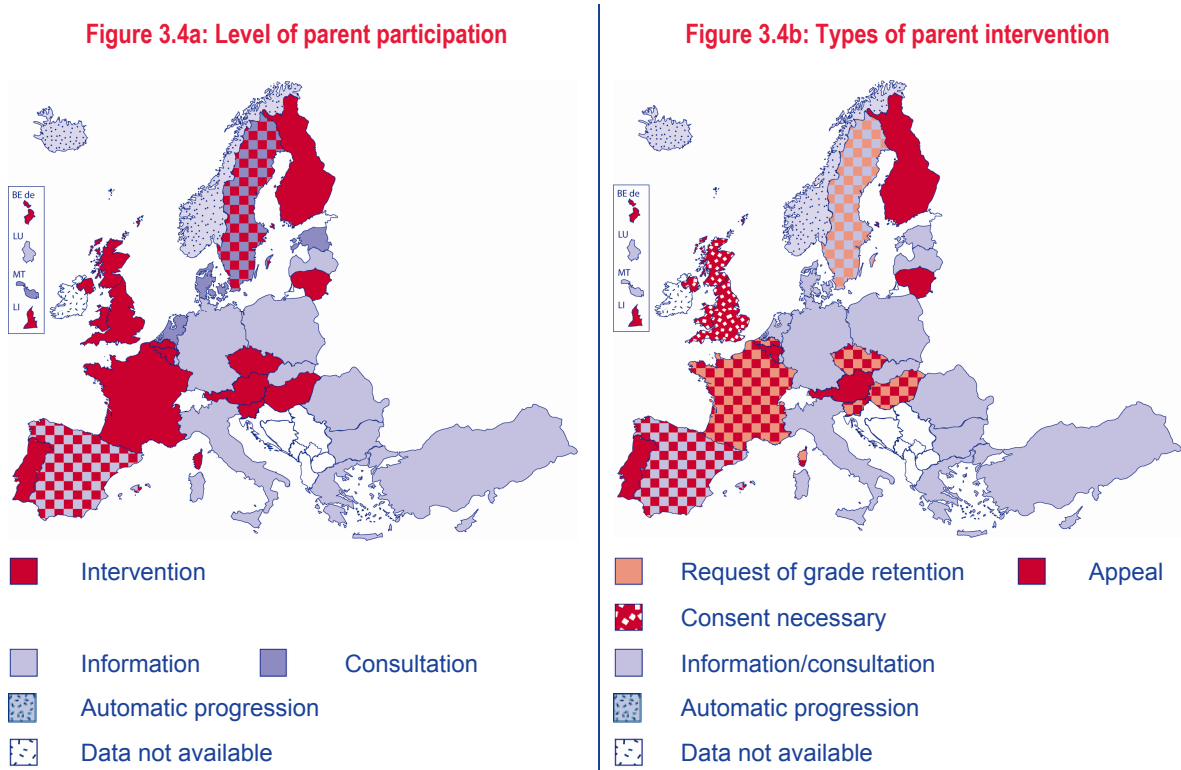 Figure 3.4a: Level of parent participation
BE de
LU
MT
LI
Intervention
Information
Consultation
Automatic progression
Data not available
Figure 3.4b: Types of parent intervention
BE de
LU
MT
LI
Request of grade retention
Appeal
Consent necessary
Information/consultation
Automatic progression
Data not available